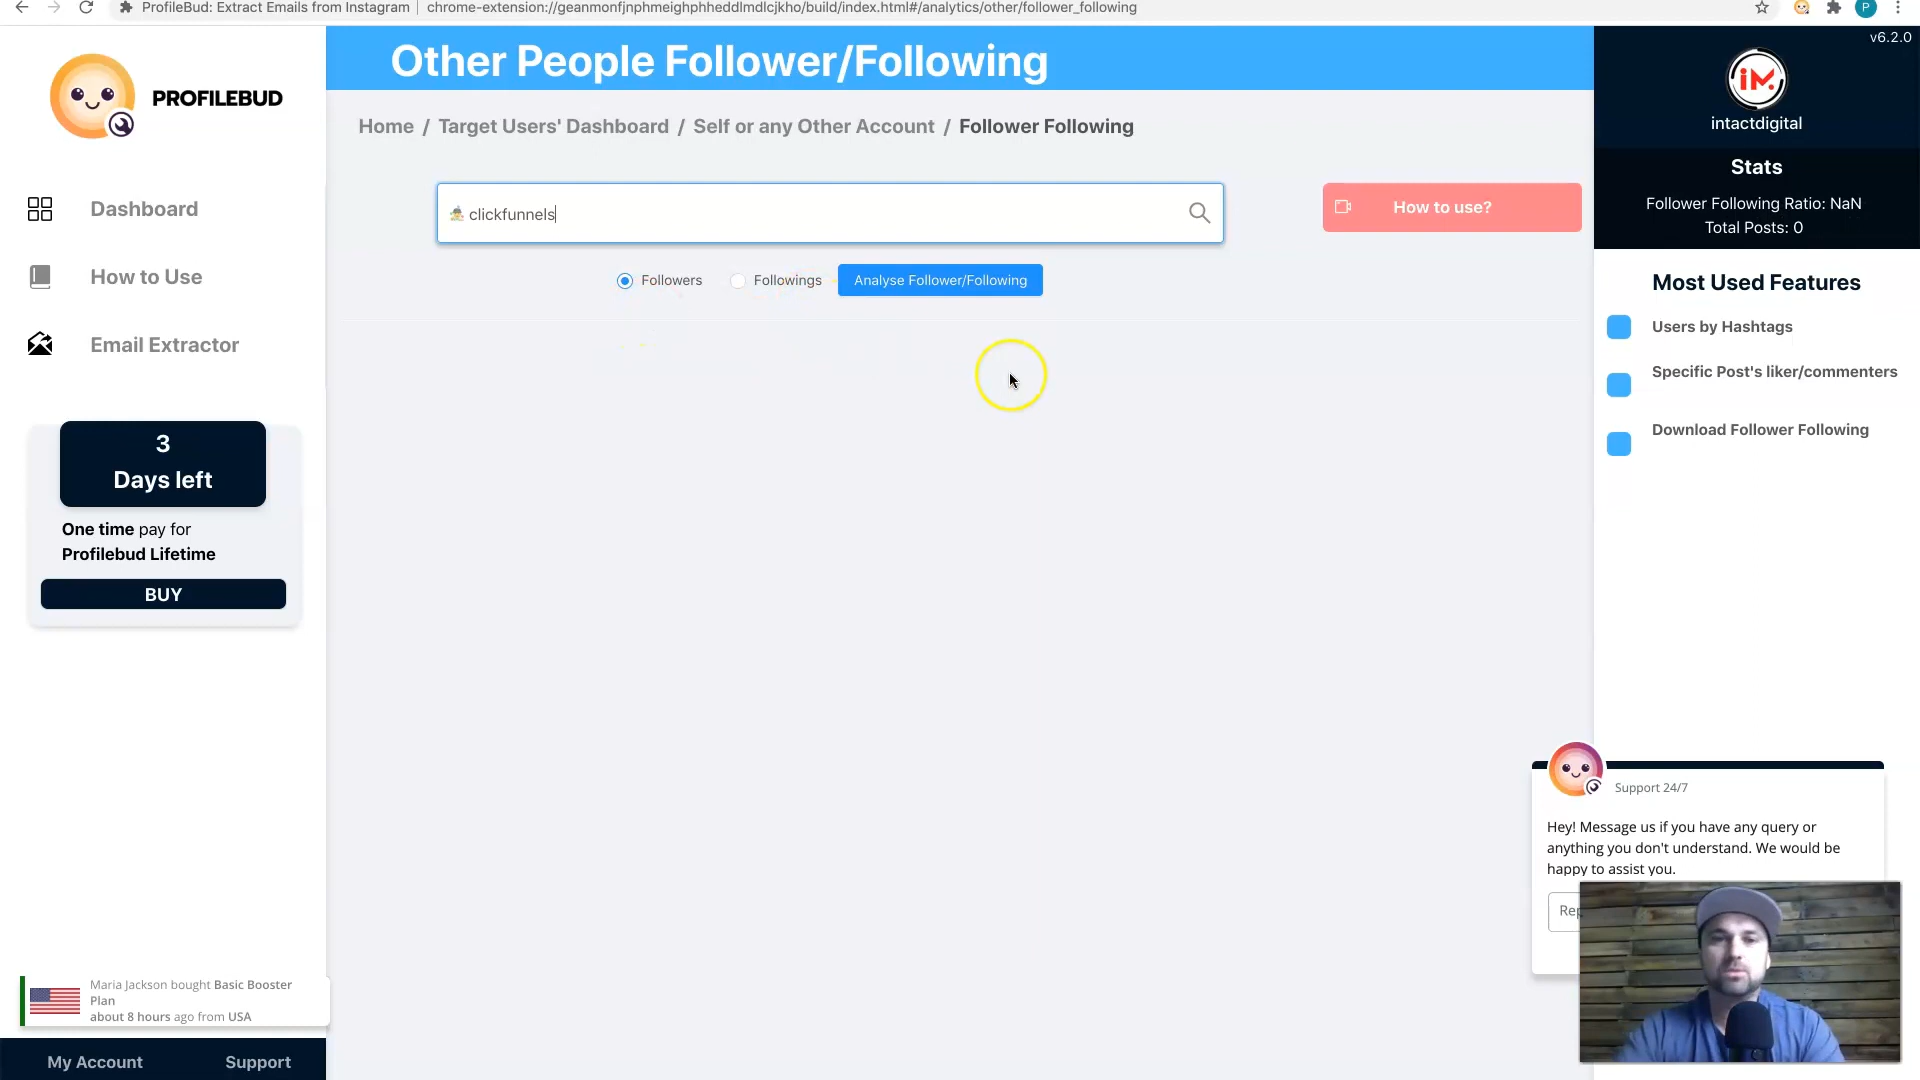 ProfileBud: Extract Emails from Instagram | chrome-extension://geanmonfjnphmeighphheddlmdlcjkho/build/index.html#/analytics/other/follower_following
P
PROFILEBUD
Dashboard
How to Use
Email Extractor
3
Days left
One time pay for
Profilebud Lifetime
BUY
Maria Jackson bought Basic Booster
Plan
about 8 hours ago from USA
My Account Support
Other People Follower/Following
Home / Target Users' Dashboard / Self or any Other Account / Follower Following
clickfunnels
How to use?
Followers Followings Analyse Follower/Following
v6.2.0
iM.
intactdigital
Stats
Follower Following Ratio: NaN
Total Posts: 0
Most Used Features
Users by Hashtags
Specific Post's liker/commenters
Download Follower Following
Support 24/7
Hey! Message us if you have any query or
anything you don't understand. We would be
happy to assist you.
Rep